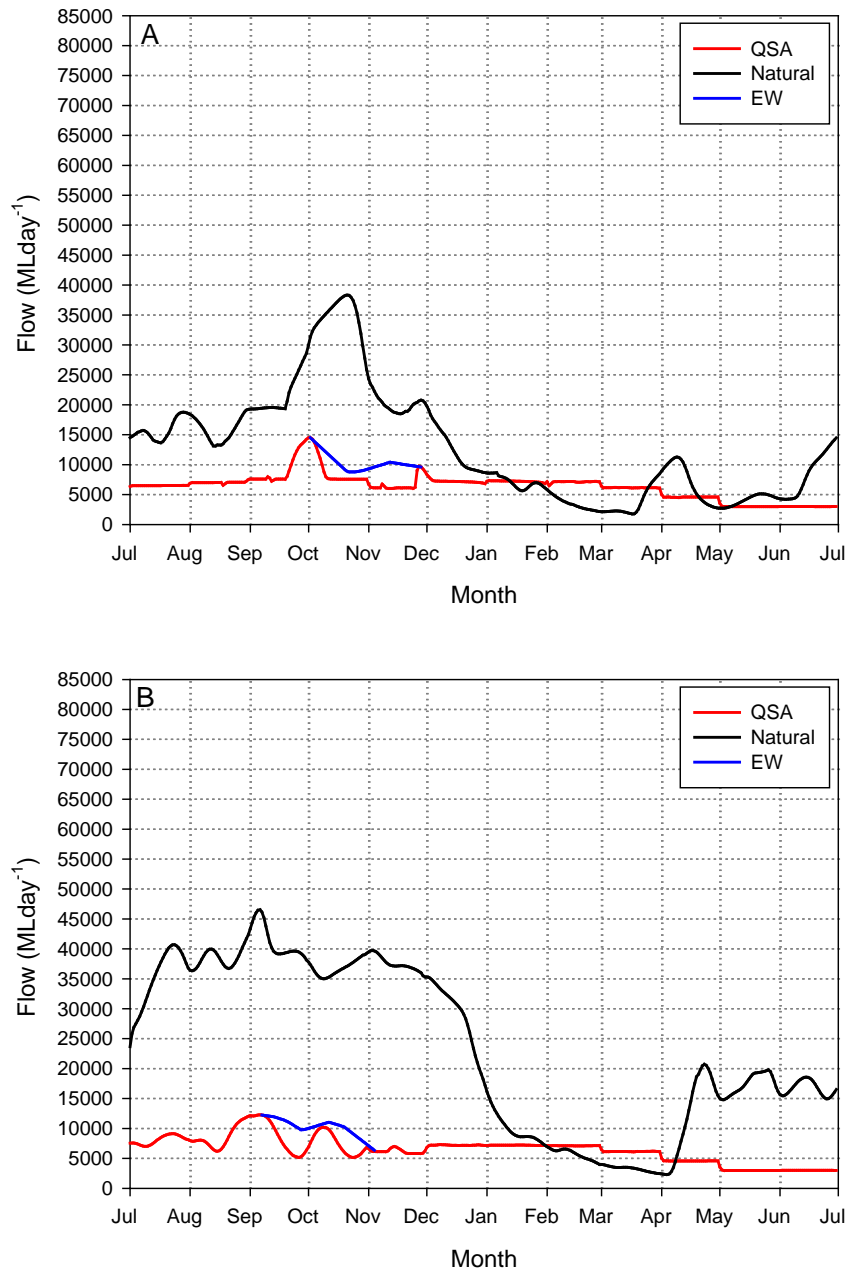 A
QSA
Natural
EW
85000
80000
75000
70000
65000
60000
55000
50000
45000
40000
35000
30000
25000
20000
15000
10000
5000
0
Flow (MLday⁻¹)
Jul Aug Sep Oct Nov Dec Jan Feb Mar Apr May Jun Jul
Month
B
QSA
Natural
EW
85000
80000
75000
70000
65000
60000
55000
50000
45000
40000
35000
30000
25000
20000
15000
10000
5000
0
Flow (MLday⁻¹)
Jul Aug Sep Oct Nov Dec Jan Feb Mar Apr May Jun Jul
Month